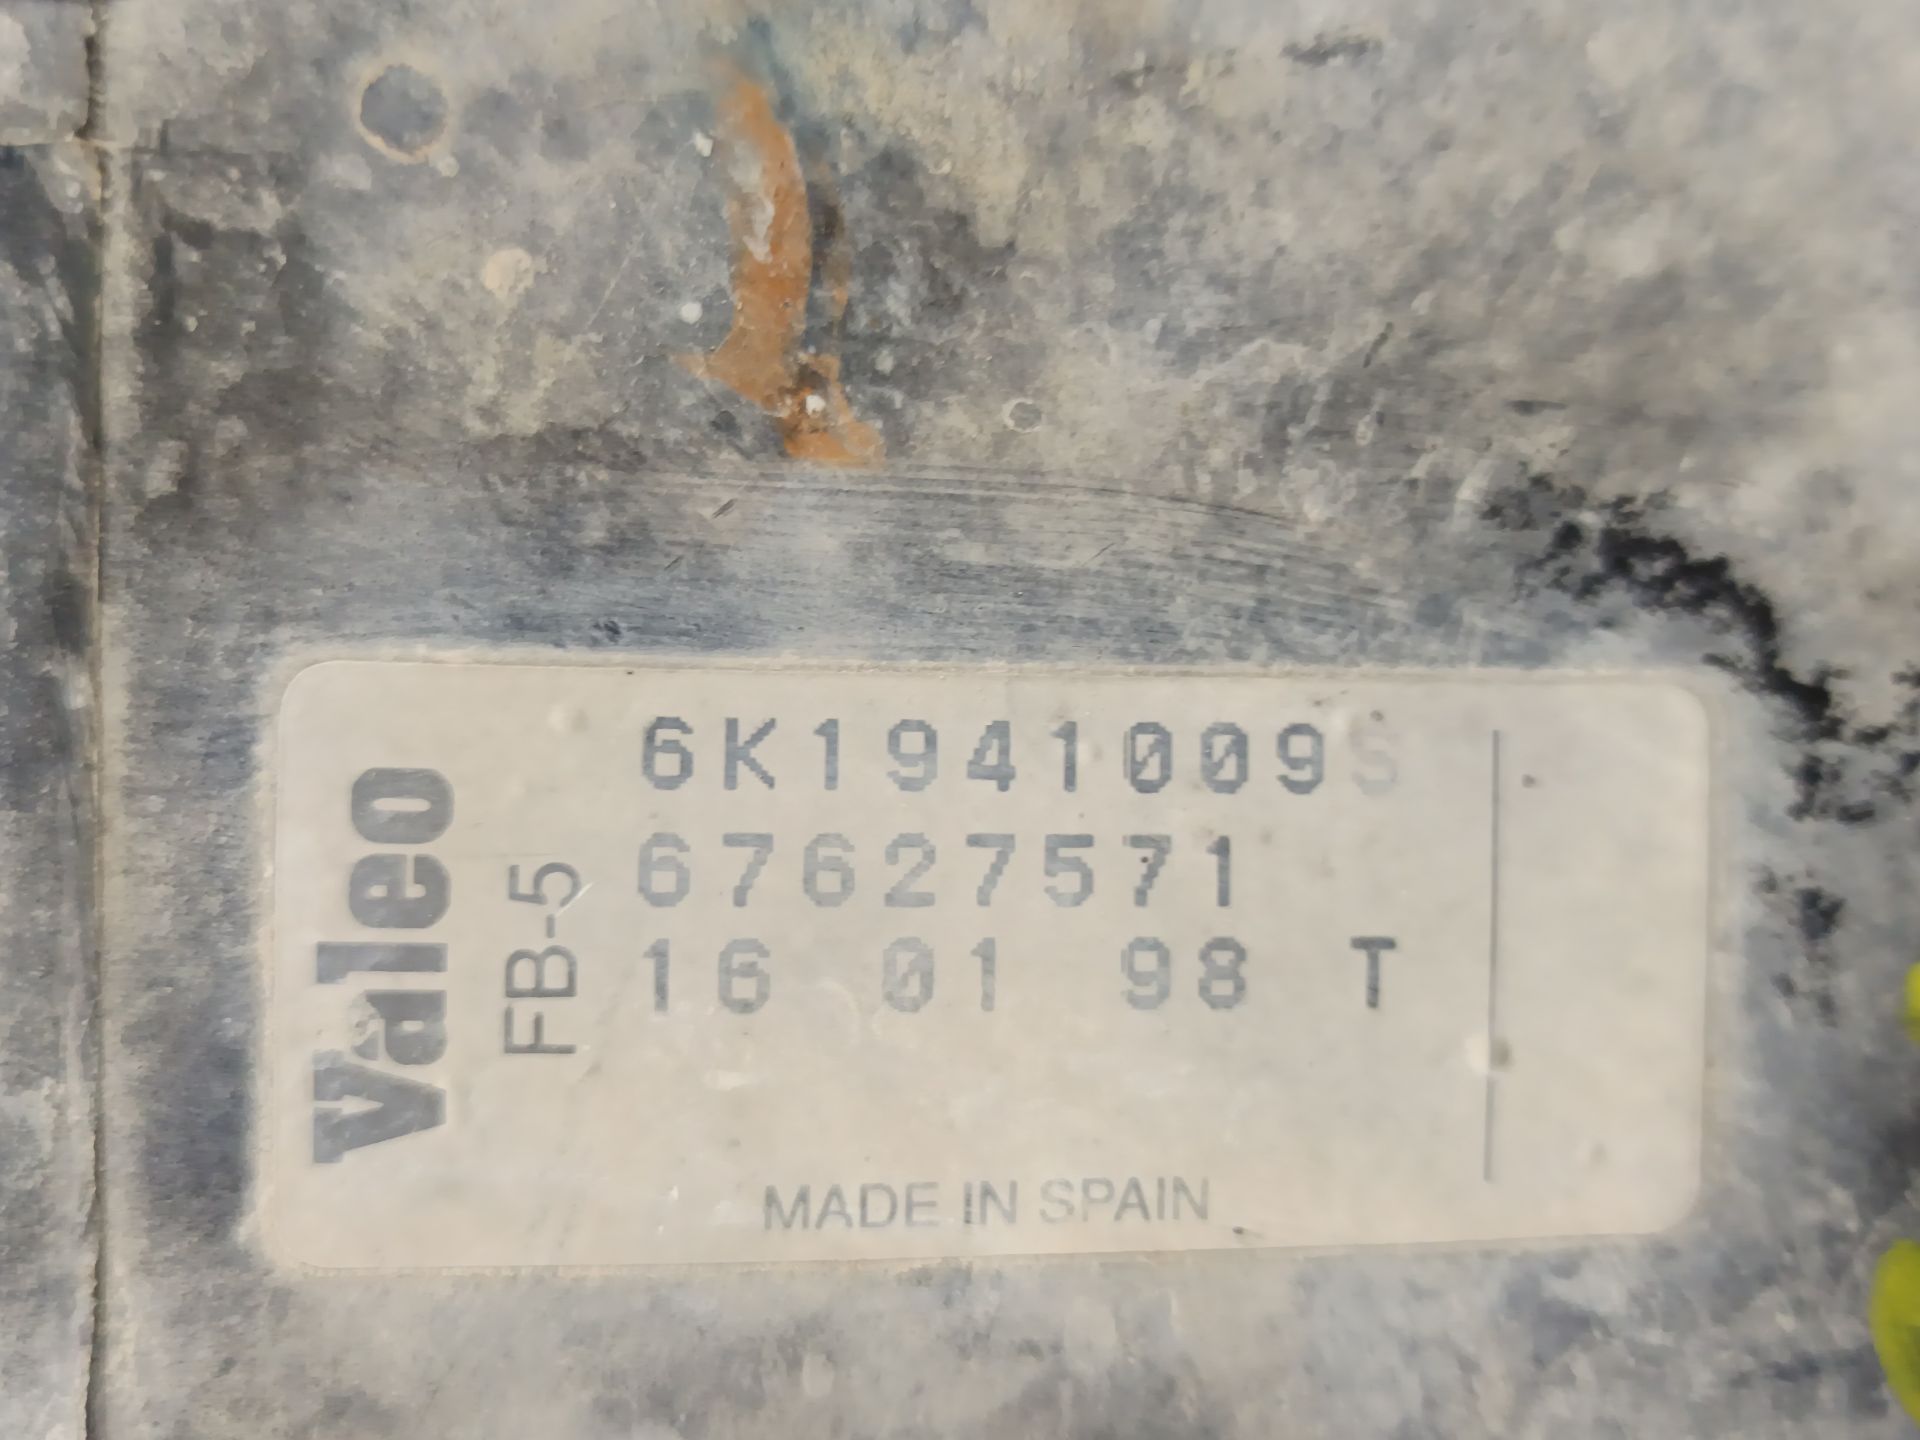 Valeo
FB-5
6K1941009S
67627571
16 01 98 T
MADE IN SPAIN